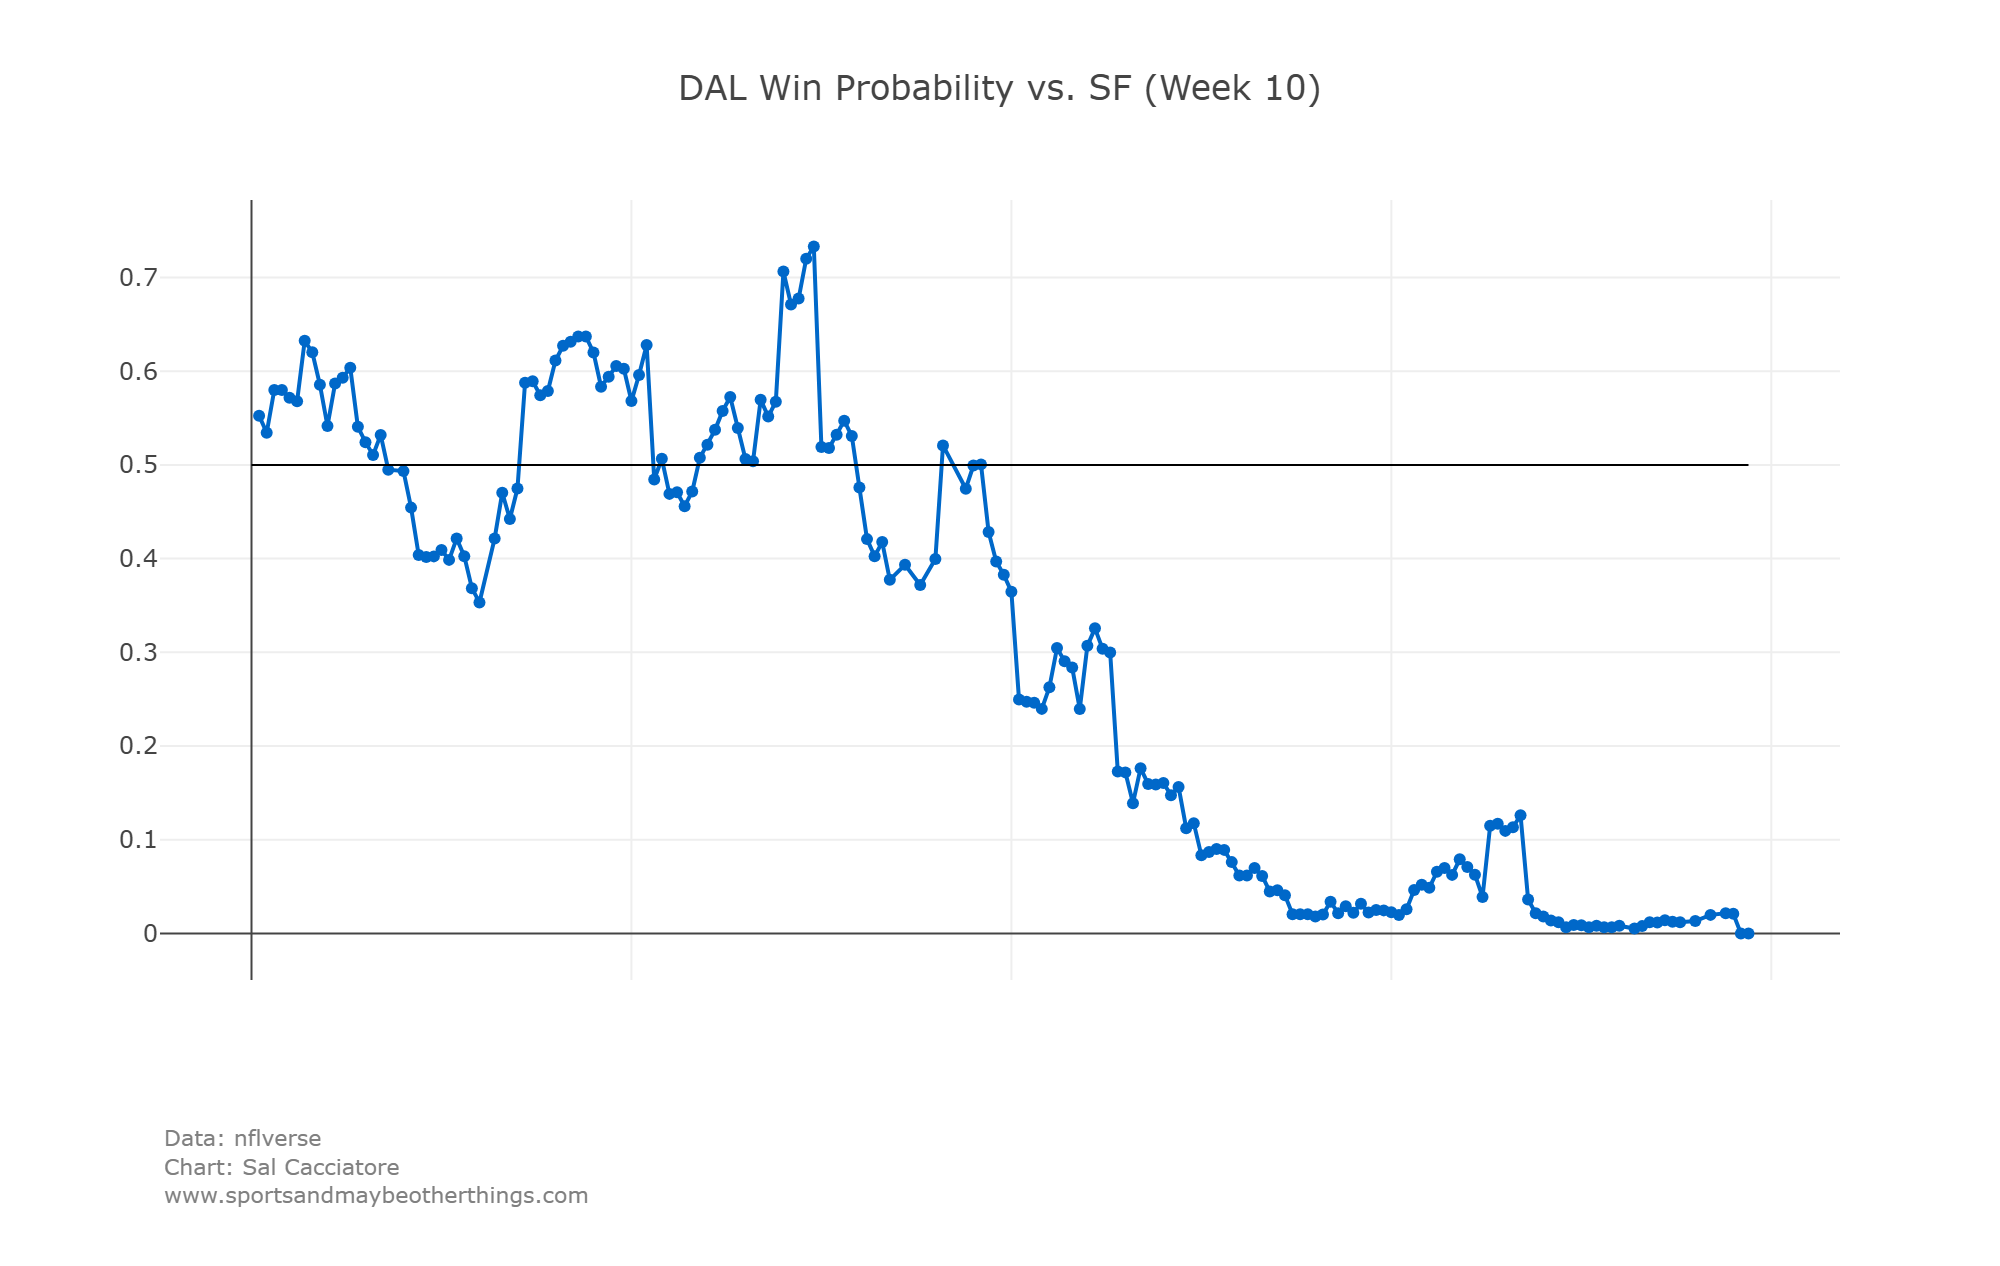 DAL Win Probability vs. SF (Week 10)
0.7
0.6
0.5
0.4
0.3
0.2
0.1
0
Data: nflverse
Chart: Sal Cacciatore
www.sportsandmaybeotherthings.com